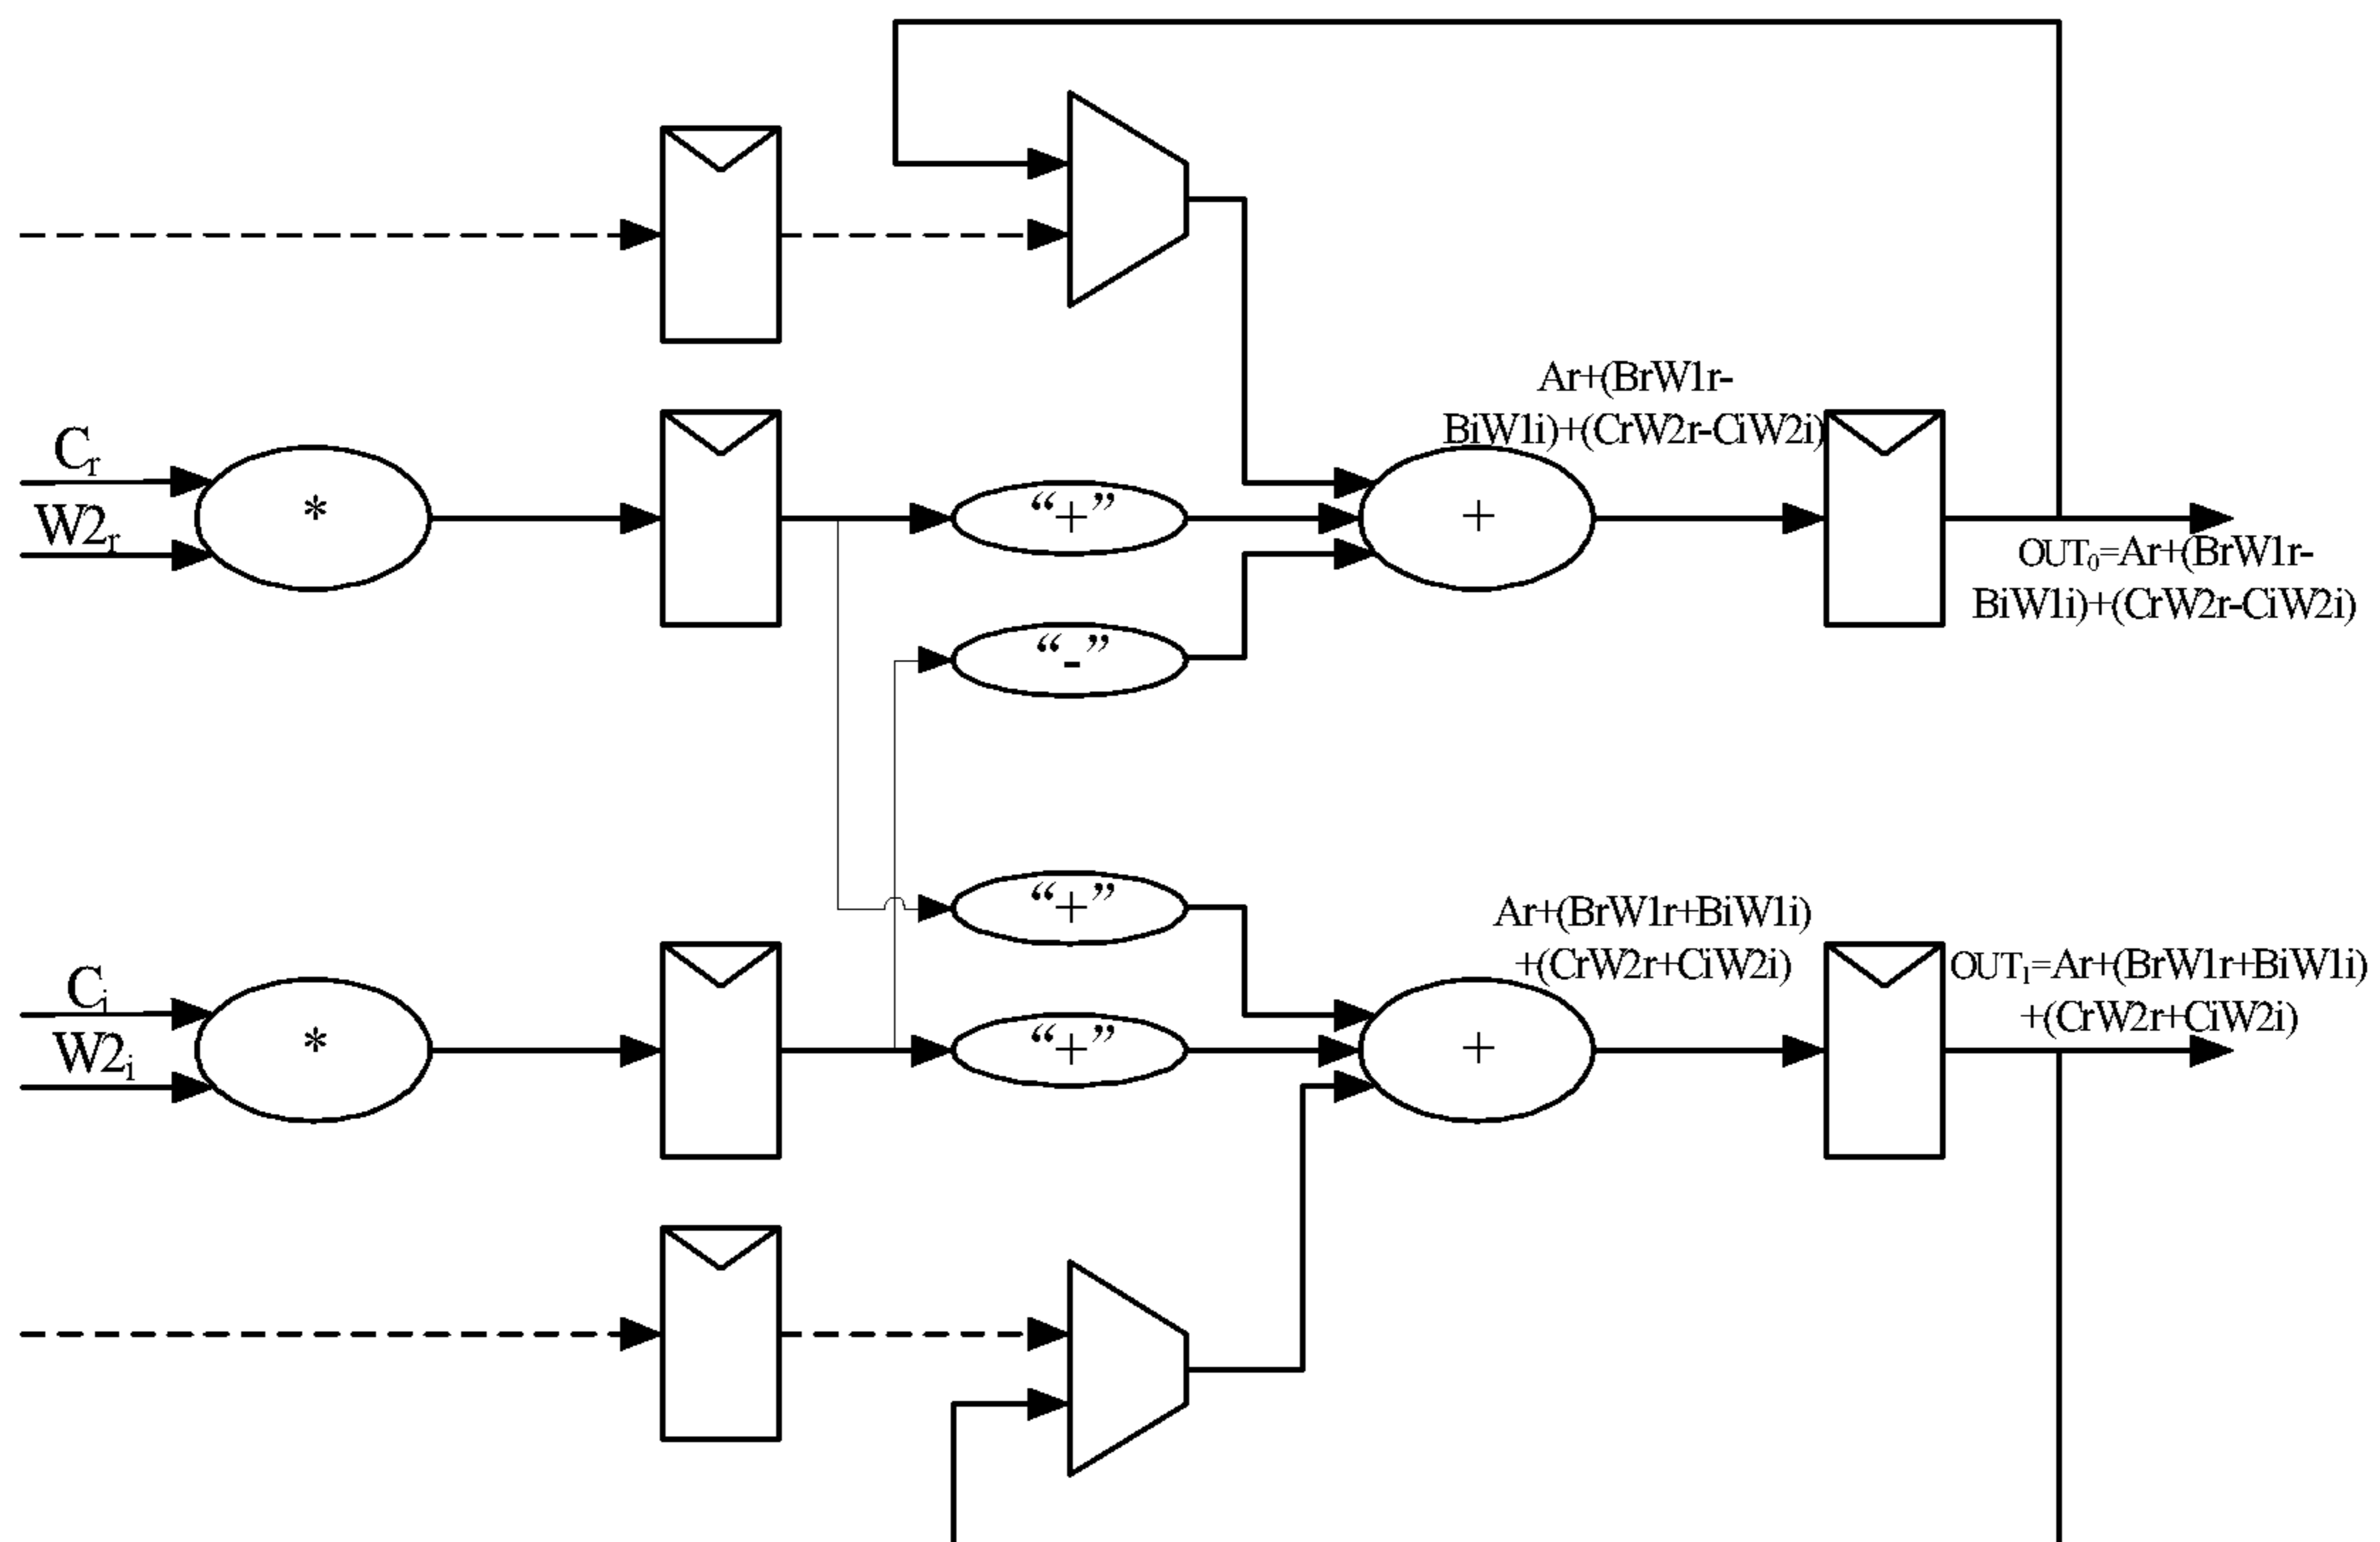 Ar+(BrW1r-
BiW1i)+(CrW2r-CiW2i)
Cr
*
W2r
“+”
+
OUT0=Ar+(BrW1r-
BiW1i)+(CrW2r-CiW2i)
“-”
“+”
Ar+(BrW1r+BiW1i)
+(CrW2r+CiW2i)
Ci
*
W2i
“+”
+
OUT1=Ar+(BrW1r+BiW1i)
+(CrW2r+CiW2i)